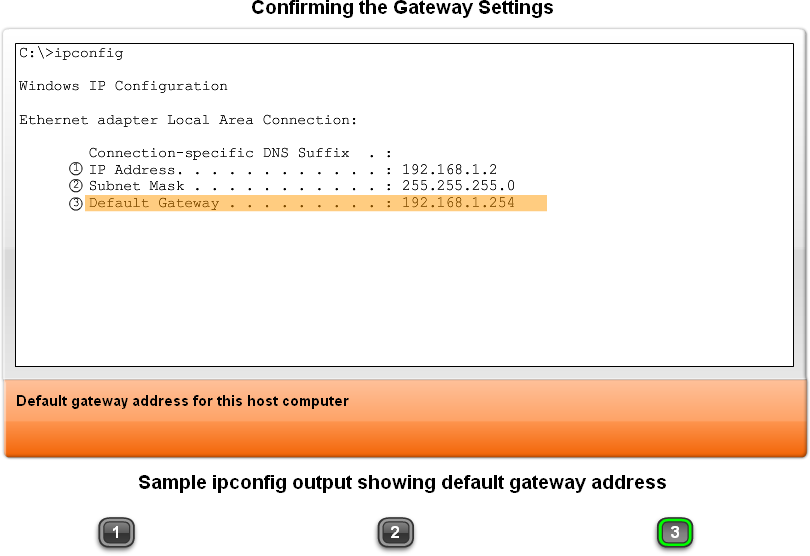 Confirming the Gateway Settings
C:\>ipconfig
Windows IP Configuration
Ethernet adapter Local Area Connection:
Connection-specific DNS Suffix . :
1 IP Address. . . . . . . . . . . . : 192.168.1.2
2 Subnet Mask . . . . . . . . . . . : 255.255.255.0
3 Default Gateway . . . . . . . . . : 192.168.1.254
Default gateway address for this host computer
Sample ipconfig output showing default gateway address
1 2 3